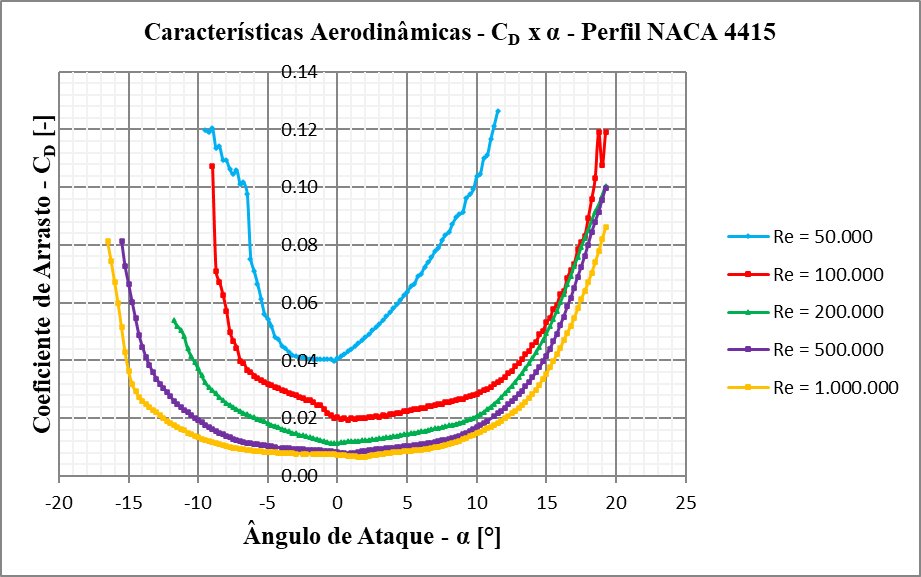 Características Aerodinâmicas - C_D x α - Perfil NACA 4415
Coeficiente de Arrasto - C_D [-]
0.14
0.12
0.10
0.08
0.06
0.04
0.02
0.00
-20 -15 -10 -5 0 5 10 15 20 25
Ângulo de Ataque - α [°]
Re = 50.000
Re = 100.000
Re = 200.000
Re = 500.000
Re = 1.000.000